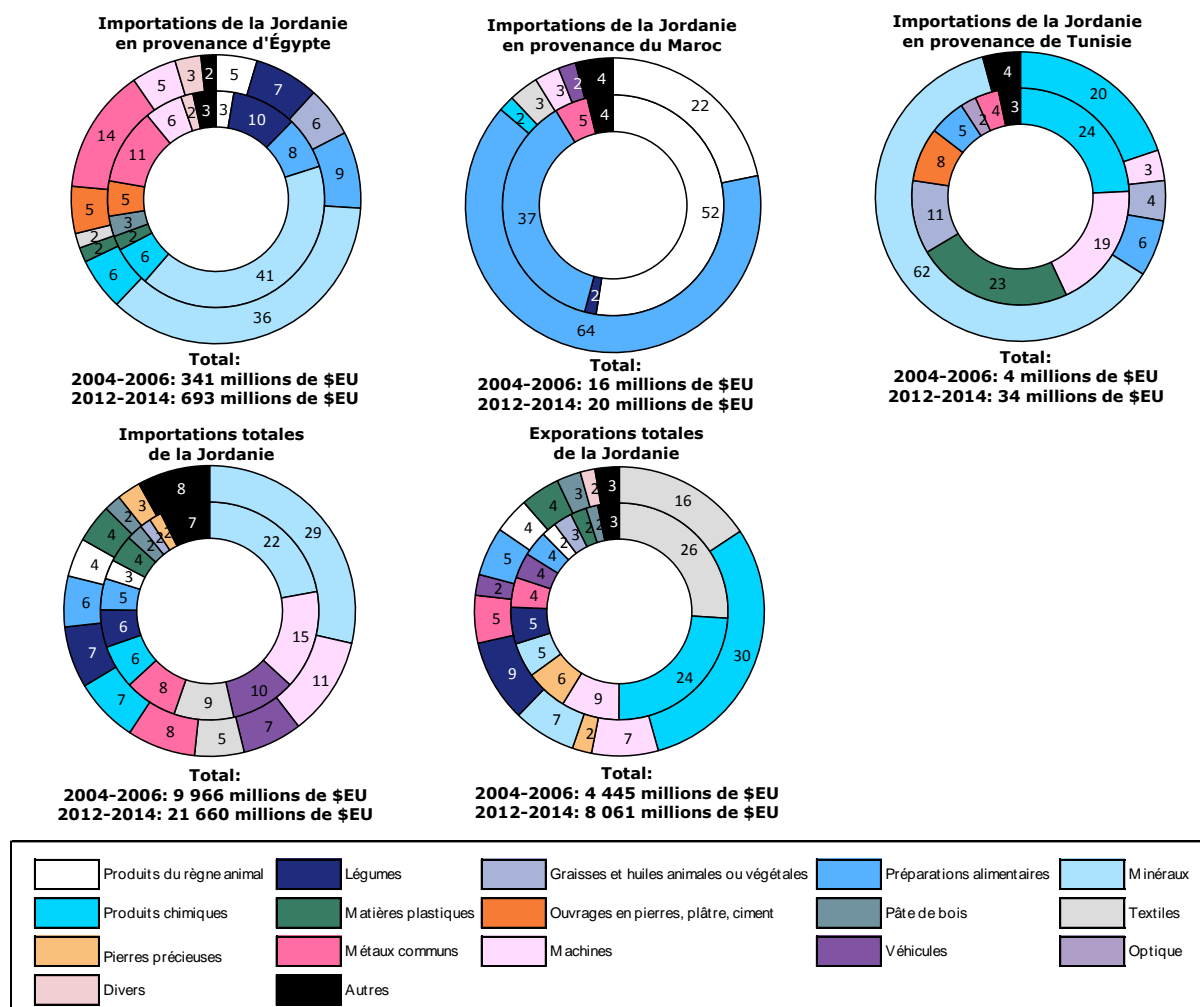 Importations de la Jordanie
en provenance d'Égypte
2
5
7
6
9
36
6
2
2
5
14
5
3
3
3
10
8
41
6
2
3
5
11
6
2
Total:
2004-2006: 341 millions de $EU
2012-2014: 693 millions de $EU
Importations de la Jordanie
en provenance du Maroc
4
22
64
2
3
3
2
4
52
2
37
5
Total:
2004-2006: 16 millions de $EU
2012-2014: 20 millions de $EU
Importations de la Jordanie
en provenance de Tunisie
4
20
3
4
6
62
3
24
19
23
11
8
5
2
4
Total:
2004-2006: 4 millions de $EU
2012-2014: 34 millions de $EU
Importations totales
de la Jordanie
8
29
11
7
5
8
7
7
6
4
4
2
3
7
22
15
10
9
8
6
6
5
3
4
2
2
2
Total:
2004-2006: 9 966 millions de $EU
2012-2014: 21 660 millions de $EU
Exporations totales
de la Jordanie
3
16
30
7
2
7
9
5
2
5
4
4
3
2
3
26
24
9
6
5
5
4
4
4
2
3
2
2
Total:
2004-2006: 4 445 millions de $EU
2012-2014: 8 061 millions de $EU
Produits du règne animal
Légumes
Graisses et huiles animales ou végétales
Préparations alimentaires
Minéraux
Produits chimiques
Matières plastiques
Ouvrages en pierres, plâtre, ciment
Pâte de bois
Textiles
Pierres précieuses
Métaux communs
Machines
Véhicules
Optique
Divers
Autres